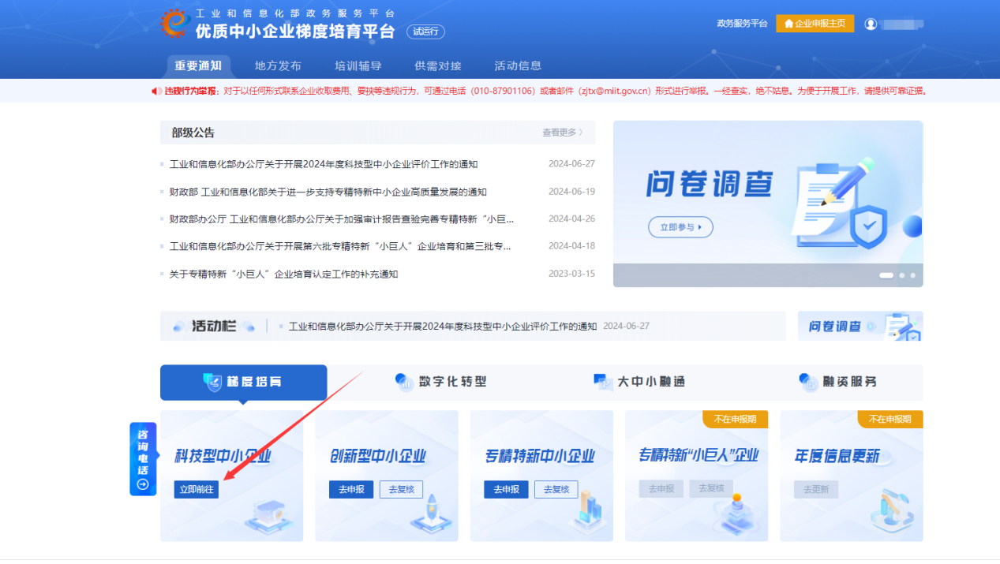 工业和信息化部政务服务平台
优质中小企业梯度培育平台 试运行
政务服务平台 企业申报主页
重要通知 地方发布 培训辅导 供需对接 活动信息
违规行为举报：对于以任何形式联系企业收取费用、要挟等违规行为，可通过电话（010-87901106）或者邮件（zjtx@miit.gov.cn）形式进行举报。一经查实，绝不姑息。为便于开展工作，请提供可靠证据。
部级公告 查看更多
工业和信息化部办公厅关于开展2024年度科技型中小企业评价工作的通知 2024-06-27
财政部 工业和信息化部关于进一步支持专精特新中小企业高质量发展的通知 2024-06-19
财政部办公厅 工业和信息化部办公厅关于加强审计报告查验完善专精特新“小巨... 2024-04-26
工业和信息化部办公厅关于开展第六批专精特新“小巨人”企业培育和第三批专... 2024-04-18
关于专精特新“小巨人”企业培育认定工作的补充通知 2023-03-15
问卷调查
立即参与
活动栏 工业和信息化部办公厅关于开展2024年度科技型中小企业评价工作的通知 2024-06-27
问卷调查
梯度培育 数字化转型 大中小融通 融资服务
咨询电话
科技型中小企业
立即前往
创新型中小企业
去申报 去复核
专精特新中小企业
去申报 去复核
不在申报期
专精特新“小巨人”企业
去申报 去复核
不在申报期
年度信息更新
去更新